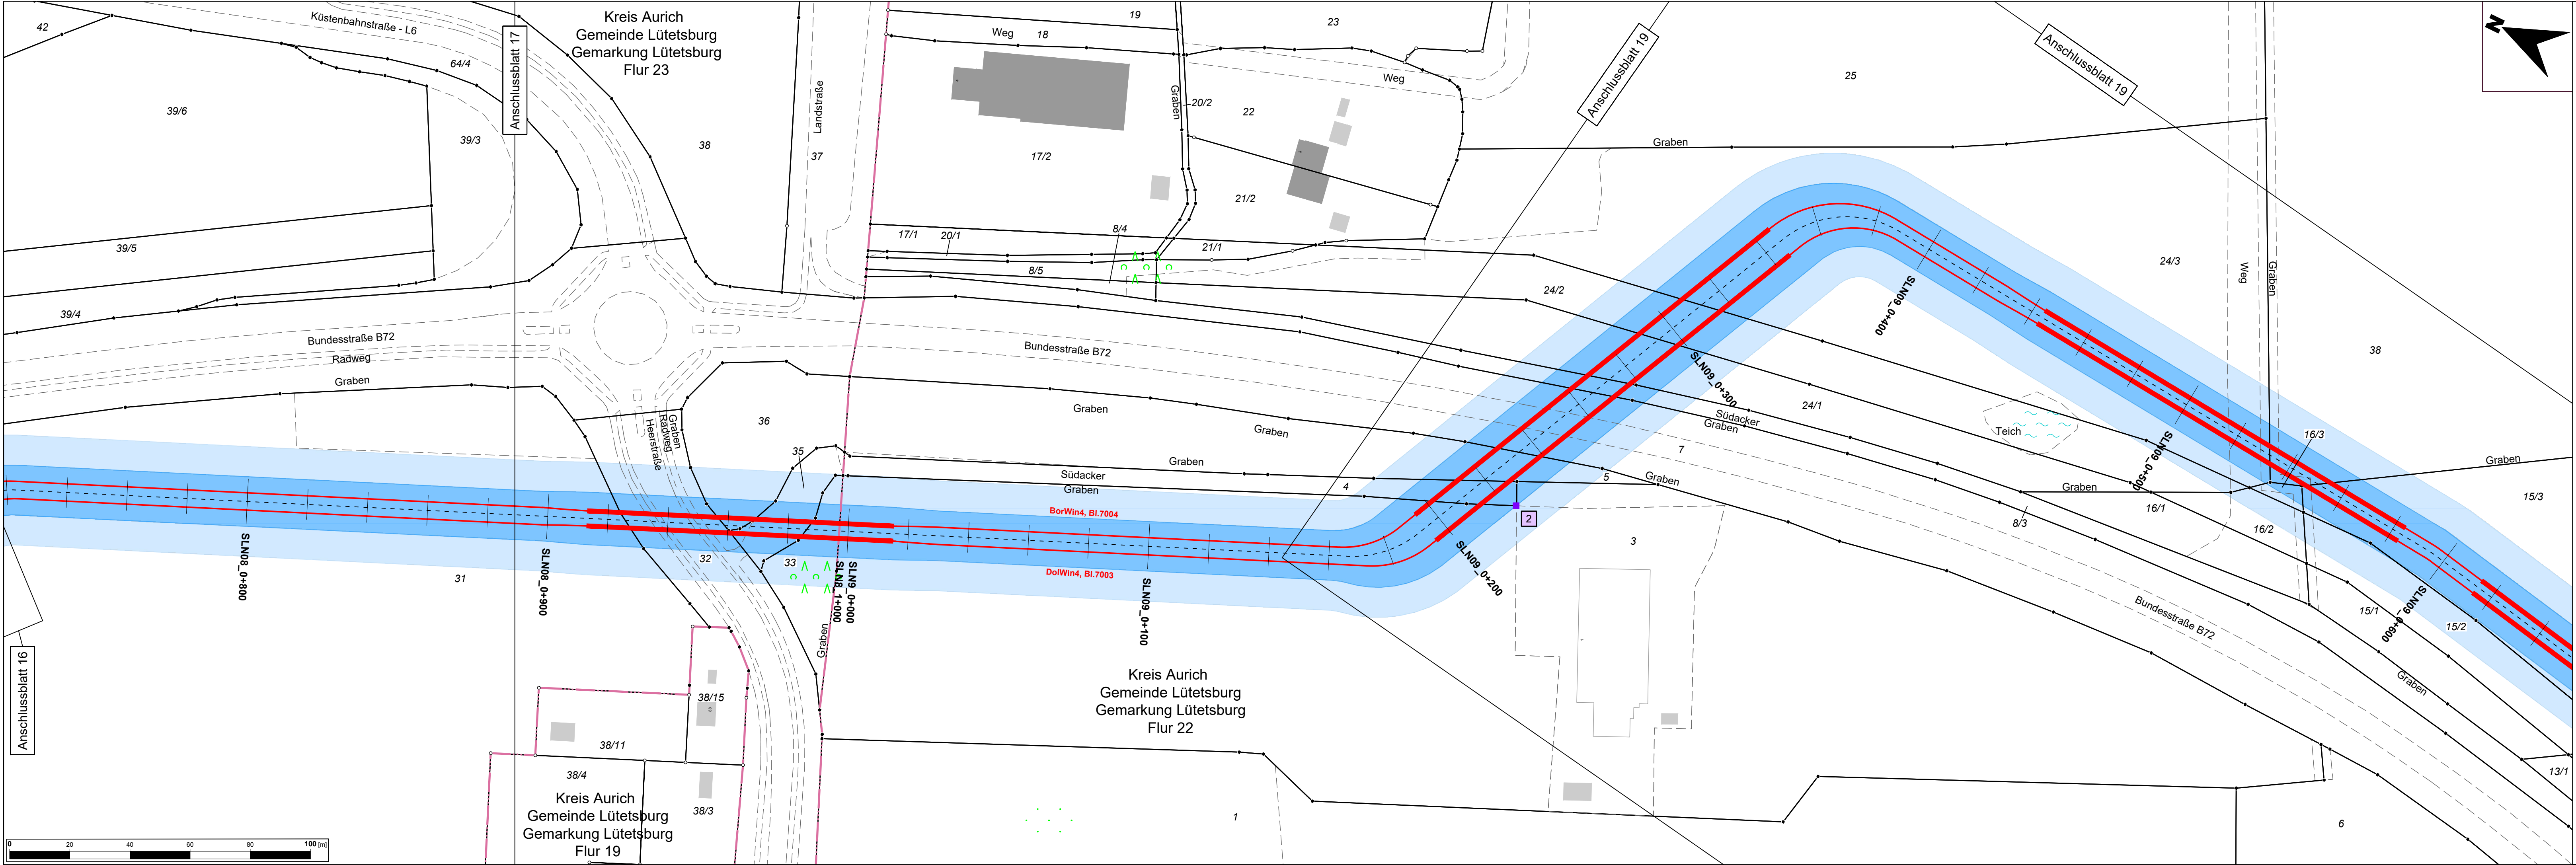 42
Küstenbahnstraße - L6
Anschlussblatt 17
Kreis Aurich
Gemeinde Lütetsburg
Gemarkung Lütetsburg
Flur 23
64/4
39/6
39/3
38
Landstraße
37
19
Weg
18
23
Weg
Graben
20/2
22
17/2
21/2
Anschlussblatt 19
25
Graben
Anschlussblatt 19
N
39/5
39/4
17/1
20/1
8/4
21/1
8/5
24/2
24/3
Weg
Graben
38
Bundesstraße B72
Radweg
Graben
Bundesstraße B72
SLN09_0+400
SLN09_0+300
Graben
Radweg
Heerstraße
36
Graben
Graben
Südacker
Graben
24/1
Teich
16/3
35
Graben
Südacker
Graben
4
5
Graben
7
SLN09_0+500
Graben
16/1
Graben
15/3
BorWin4, Bl.7004
2
3
8/3
16/2
SLN08_0+800
31
SLN08_0+900
32
33
SLN8_1+000
SLN09_0+000
DolWin4, Bl.7003
SLN09_0+100
SLN09_0+200
SLN09_0+600
15/1
15/2
Bundesstraße B72
Graben
Anschlussblatt 16
38/15
38/11
38/4
38/3
Kreis Aurich
Gemeinde Lütetsburg
Gemarkung Lütetsburg
Flur 22
Graben
13/1
Kreis Aurich
Gemeinde Lütetsburg
Gemarkung Lütetsburg
Flur 19
1
6
0 20 40 60 80 100 [m]